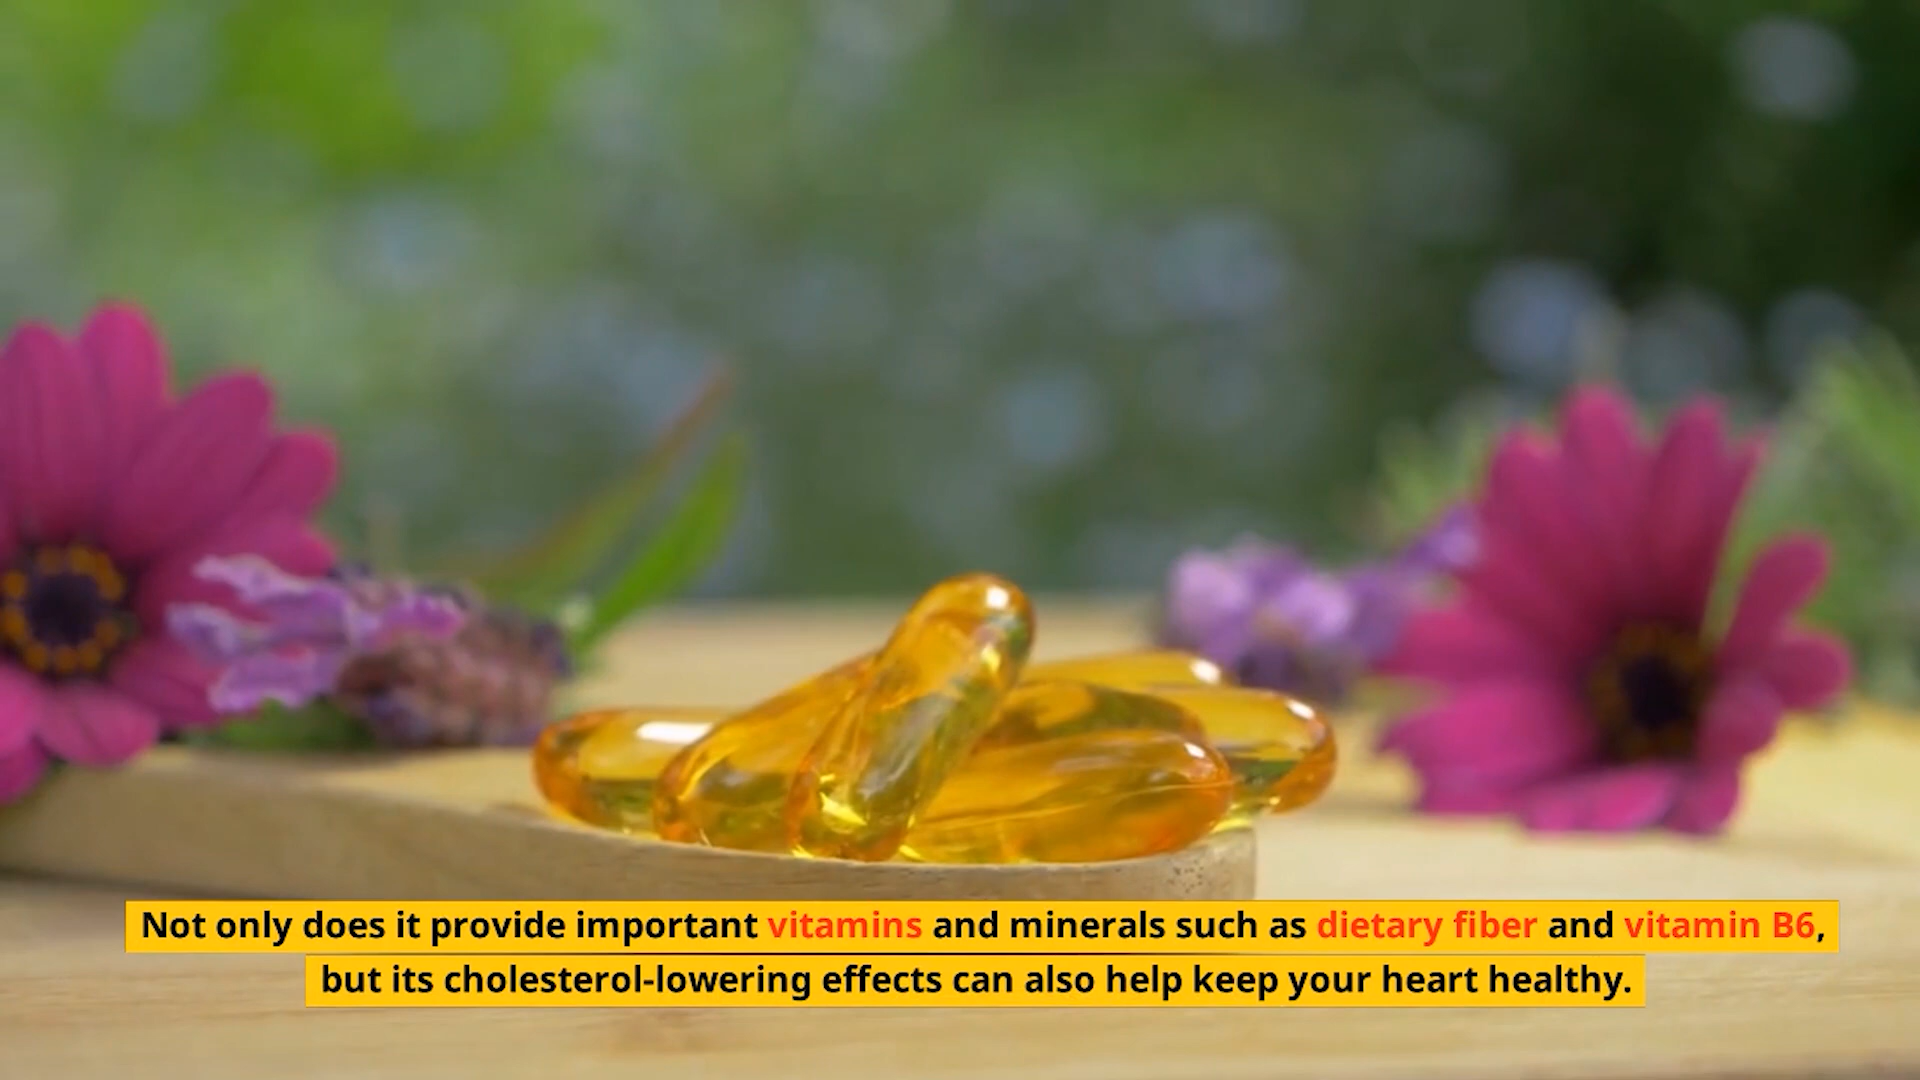 Not only does it provide important vitamins and minerals such as dietary fiber and vitamin B6,
but its cholesterol-lowering effects can also help keep your heart healthy.